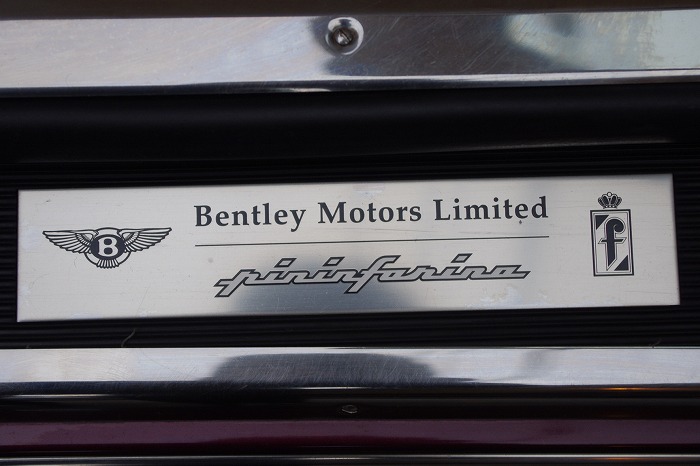 B
Bentley Motors Limited
pininfarina
f